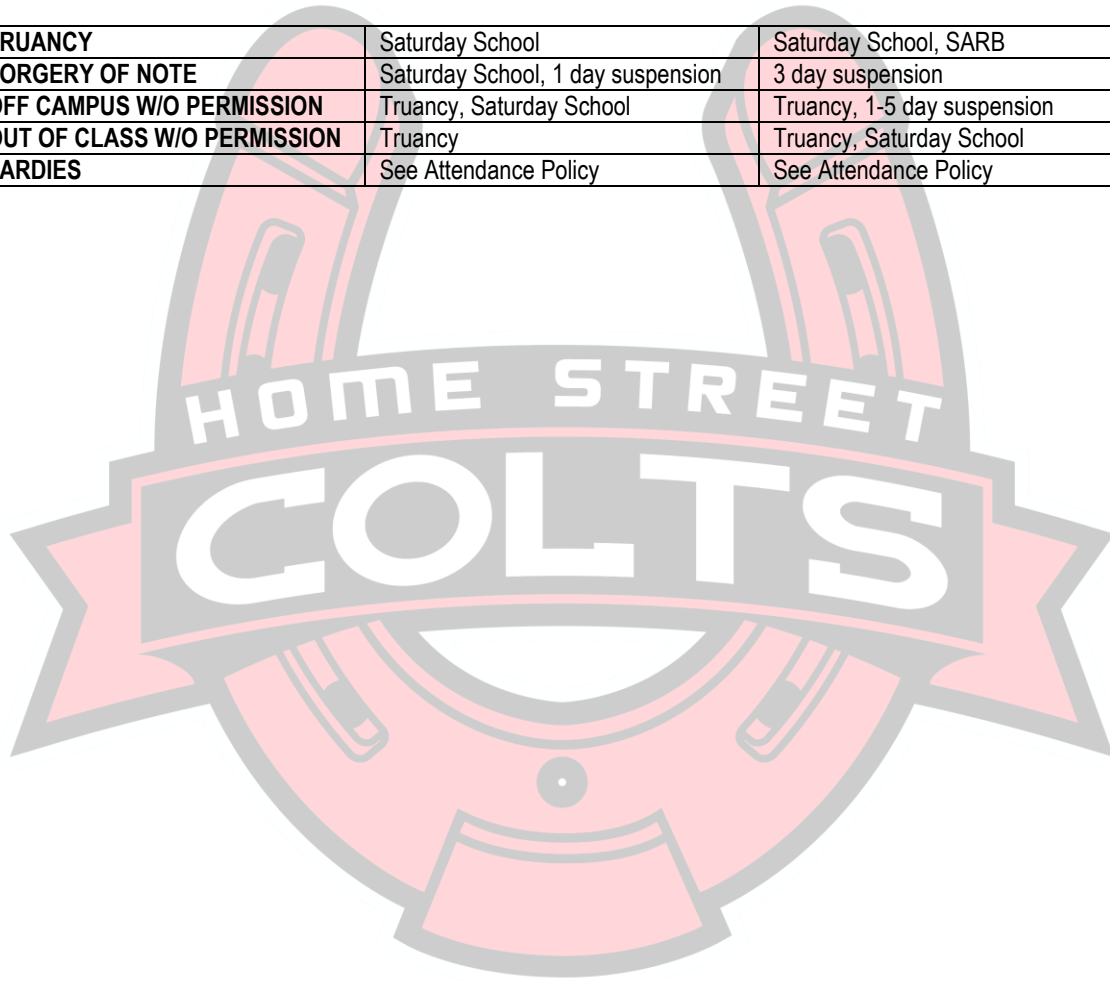 RUANCY Saturday School Saturday School, SARB
ORGERY OF NOTE Saturday School, 1 day suspension 3 day suspension
OFF CAMPUS W/O PERMISSION Truancy, Saturday School Truancy, 1-5 day suspension
OUT OF CLASS W/O PERMISSION Truancy Truancy, Saturday School
ARDIES See Attendance Policy See Attendance Policy
HOME STREET
COLTS